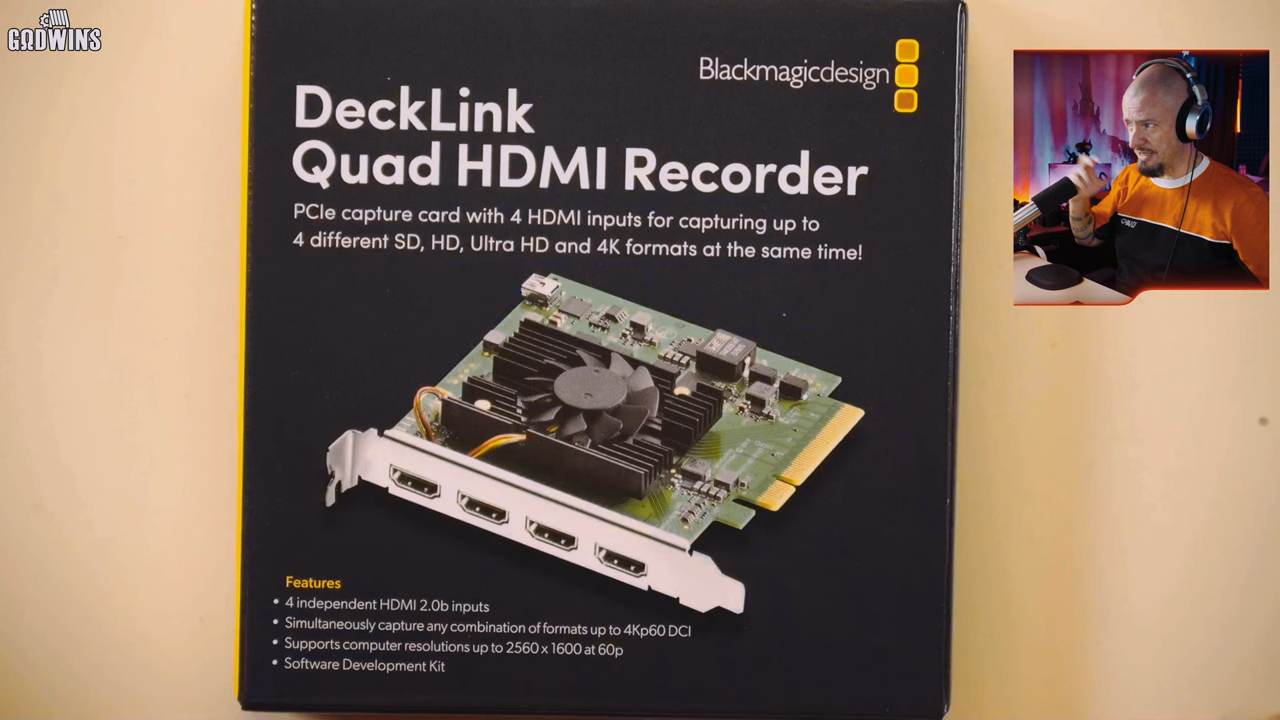 GΩDWINS
Blackmagicdesign
DeckLink
Quad HDMI Recorder
PCIe capture card with 4 HDMI inputs for capturing up to
4 different SD, HD, Ultra HD and 4K formats at the same time!
Features
• 4 independent HDMI 2.0b inputs
• Simultaneously capture any combination of formats up to 4Kp60 DCI
• Supports computer resolutions up to 2560 x 1600 at 60p
• Software Development Kit